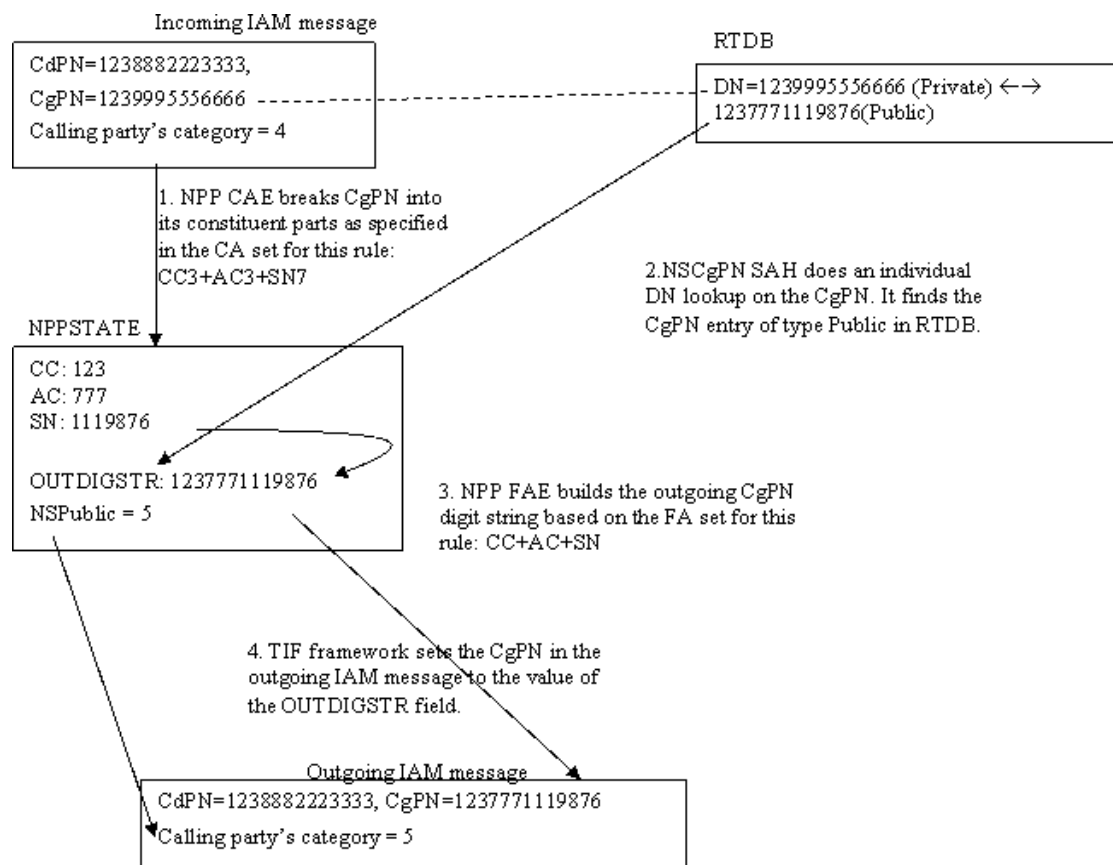 Incoming IAM message
CdPN=1238882223333,
CgPN=1239995556666
Calling party's category = 4
RTDB
DN=1239995556666 (Private) ←→
1237771119876(Public)
1. NPP CAE breaks CgPN into
its constituent parts as specified
in the CA set for this rule:
CC3+AC3+SN7
2.NSCgPN SAH does an individual
DN lookup on the CgPN. It finds the
CgPN entry of type Public in RTDB.
NPPSTATE
CC: 123
AC: 777
SN: 1119876
OUTDIGSTR: 1237771119876
NSPublic = 5
3. NPP FAE builds the outgoing CgPN
digit string based on the FA set for this
rule: CC+AC+SN
4. TIF framework sets the CgPN in the
outgoing IAM message to the value of
the OUTDIGSTR field.
Outgoing IAM message
CdPN=1238882223333, CgPN=1237771119876
Calling party's category = 5